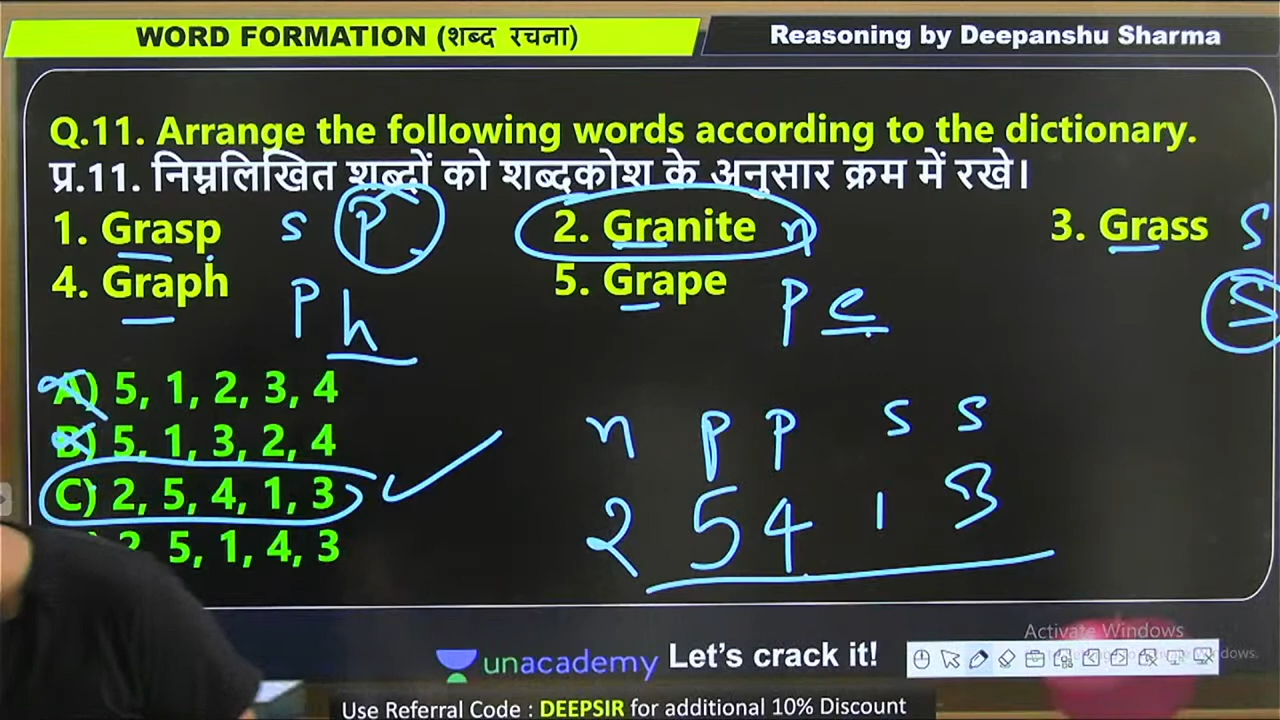 WORD FORMATION (शब्द रचना)
Reasoning by Deepanshu Sharma
Q.11. Arrange the following words according to the dictionary.
प्र.11. निम्नलिखित शब्दों को शब्दकोश के अनुसार क्रम में रखे।
1. Grasp s p 2. Granite n 3. Grass s
4. Graph p h 5. Grape p e s
A) 5, 1, 2, 3, 4
n p p s s
B) 5, 1, 3, 2, 4
C) 2, 5, 4, 1, 3
2 5 4 1 3
) 2, 5, 1, 4, 3
unacademy Let's crack it!
Activate Windows
Use Referral Code : DEEPSIR for additional 10% Discount